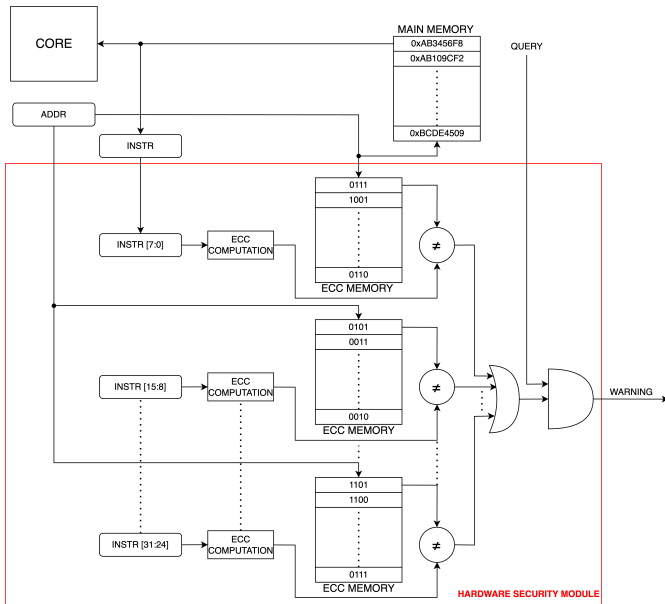 CORE
MAIN MEMORY
0xAB3456F8
0xAB109CF2
0xBCDE4509
QUERY
ADDR
INSTR
0111
1001
0110
ECC MEMORY
INSTR [7:0]
ECC
COMPUTATION
≠
0101
0011
0010
ECC MEMORY
INSTR [15:8]
ECC
COMPUTATION
≠
WARNING
1101
1100
0111
ECC MEMORY
INSTR [31:24]
ECC
COMPUTATION
≠
HARDWARE SECURITY MODULE